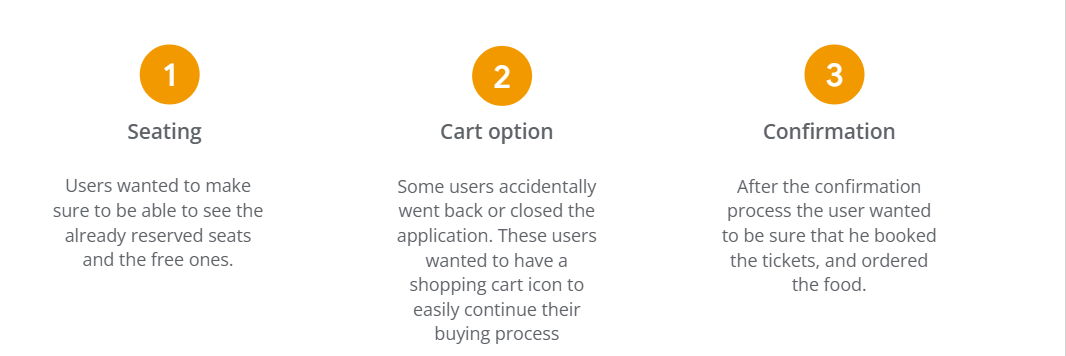 1
Seating
Users wanted to make
sure to be able to see the
already reserved seats
and the free ones.
2
Cart option
Some users accidentally
went back or closed the
application. These users
wanted to have a
shopping cart icon to
easily continue their
buying process
3
Confirmation
After the confirmation
process the user wanted
to be sure that he booked
the tickets, and ordered
the food.